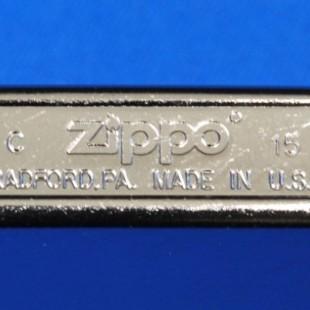 C zippo® 15
RADFORD,PA. MADE IN U.S.